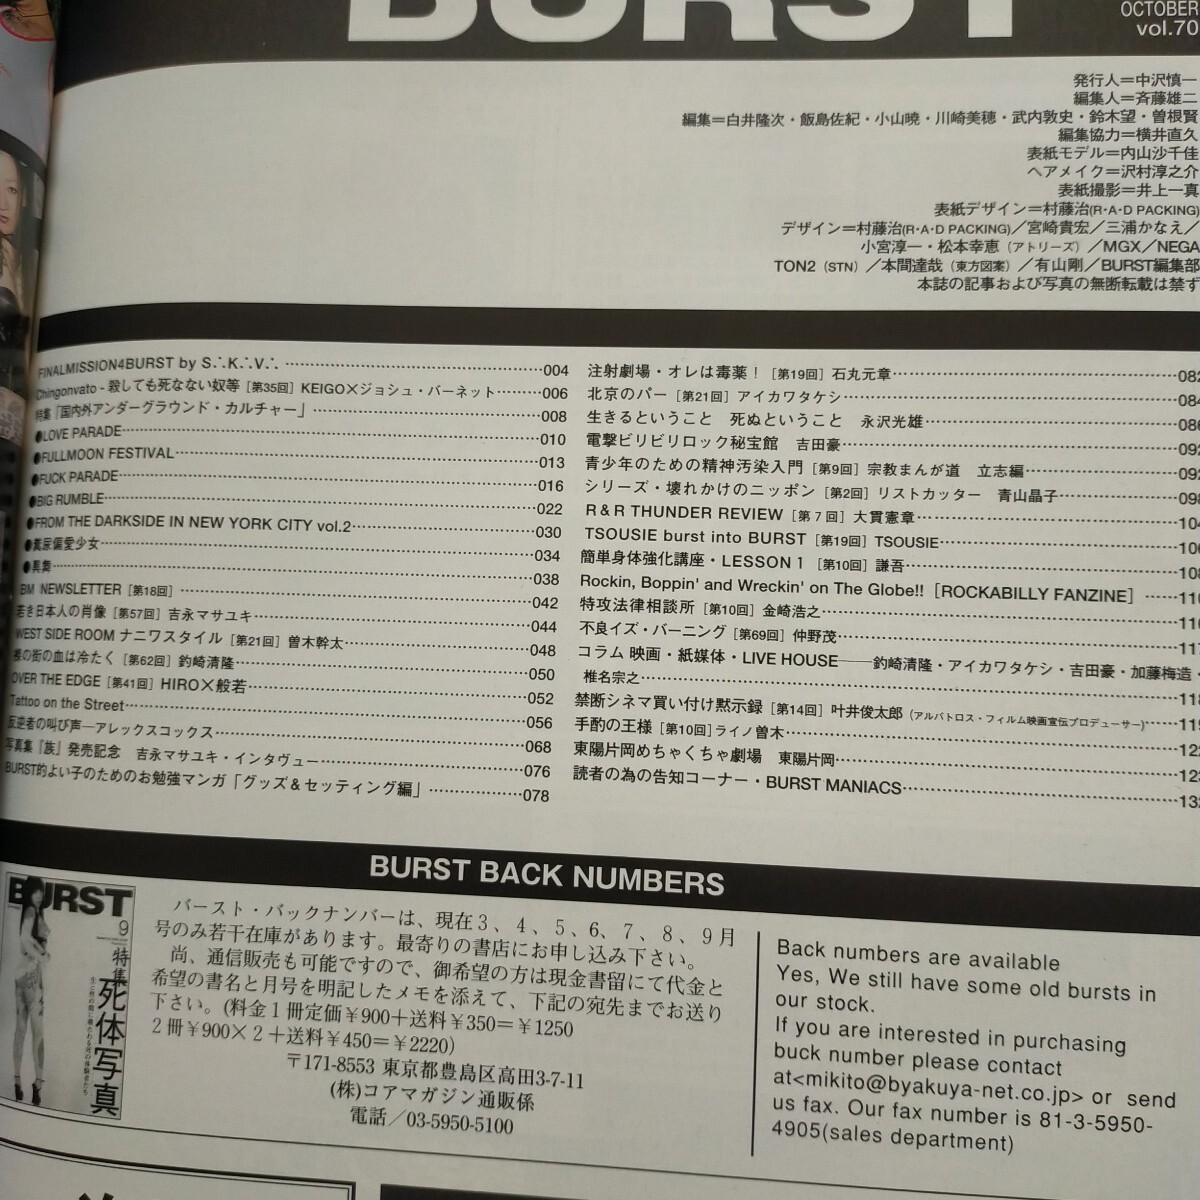 BURST
OCTOBER
vol.70
発行人＝中沢慎一
編集人＝斉藤雄二
編集＝白井隆次・飯島佐紀・小山暁・川崎美穂・武内敦史・鈴木望・曽根賢
編集協力＝横井直久
表紙モデル＝内山沙千佳
ヘアメイク＝沢村淳之介
表紙撮影＝井上一真
表紙デザイン＝村藤治(R・A・D PACKING)
デザイン＝村藤治(R・A・D PACKING)／宮崎貴宏／三浦かなえ／
小宮淳一・松本幸恵（アトリーズ）／MGX／NEGA
TON2（STN）／本間達哉（東方図案）／有山剛／BURST編集部
本誌の記事および写真の無断転載は禁ず
FINALMISSION4BURST by S∴K∴V∴ ……004
Chingonvato - 殺しても死なない奴等［第35回］KEIGO×ジョシュ・バーネット……006
特集「国内外アンダーグラウンド・カルチャー」……008
●LOVE PARADE……010
●FULLMOON FESTIVAL……013
●FUCK PARADE……016
●BIG RUMBLE……022
●FROM THE DARKSIDE IN NEW YORK CITY vol.2……030
●糞尿偏愛少女……034
●異舞……038
BM NEWSLETTER［第18回］……042
若き日本人の肖像［第57回］吉永マサユキ……044
WEST SIDE ROOM ナニワスタイル［第21回］曽木幹太……048
の街の血は冷たく［第62回］釣崎清隆……050
OVER THE EDGE［第41回］HIRO×般若……052
Tattoo on the Street……056
反逆者の叫び声―アレックスコックス……068
写真集『族』発売記念　吉永マサユキ・インタヴュー……076
BURST的よい子のためのお勉強マンガ「グッズ＆セッティング編」……078
注射劇場・オレは毒薬！［第19回］石丸元章……082
北京のバー［第21回］アイカワタケシ……084
生きるということ　死ぬということ　永沢光雄……086
電撃ビリビリロック秘宝館　吉田豪……092
青少年のための精神汚染入門［第9回］宗教まんが道　立志編……092
シリーズ・壊れかけのニッポン［第2回］リストカッター　青山晶子……098
R＆R THUNDER REVIEW［第７回］大貫憲章……104
TSOUSIE burst into BURST［第19回］TSOUSIE……106
簡単身体強化講座・LESSON１［第10回］謙吾……108
Rockin, Boppin' and Wreckin' on The Globe!!［ROCKABILLY FANZINE］……110
特攻法律相談所［第10回］金崎浩之……116
不良イズ・バーニング［第69回］仲野茂……117
コラム 映画・紙媒体・LIVE HOUSE――釣崎清隆・アイカワタケシ・吉田豪・加藤梅造・
椎名宗之……118
禁断シネマ買い付け黙示録［第14回］叶井俊太郎（アルバトロス・フィルム映画宣伝プロデューサー）……119
手酌の王様［第10回］ライノ曽木……122
東陽片岡めちゃくちゃ劇場　東陽片岡……123
読者の為の告知コーナー・BURST MANIACS……132
BURST BACK NUMBERS
BURST
9
特集
死体写真
バースト・バックナンバーは、現在３、４、５、６、７、８、９月
号のみ若干在庫があります。最寄りの書店にお申し込み下さい。
尚、通信販売も可能ですので、御希望の方は現金書留にて代金と
希望の書名と月号を明記したメモを添えて、下記の宛先までお送り
下さい。(料金１冊定価￥900＋送料￥350＝￥1250
２冊￥900×２＋送料￥450＝￥2220)
〒171-8553 東京都豊島区高田3-7-11
(株)コアマガジン通販係
電話／03-5950-5100
Back numbers are available
Yes, We still have some old bursts in
our stock.
If you are interested in purchasing
buck number please contact
at<mikito@byakuya-net.co.jp> or send
us fax. Our fax number is 81-3-5950-
4905(sales department)